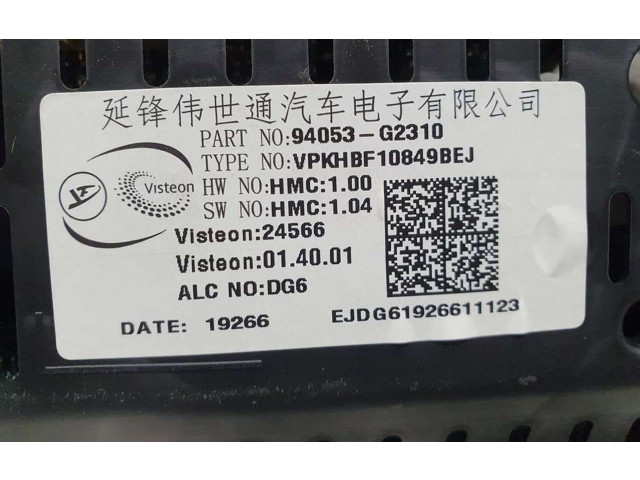 延锋伟世通汽车电子有限公司
PART NO:94053-G2310
TYPE NO:VPKHBF10849BEJ
Visteon
HW NO:HMC:1.00
SW NO:HMC:1.04
Visteon:24566
Visteon:01.40.01
ALC NO:DG6
DATE: 19266
EJDG61926611123